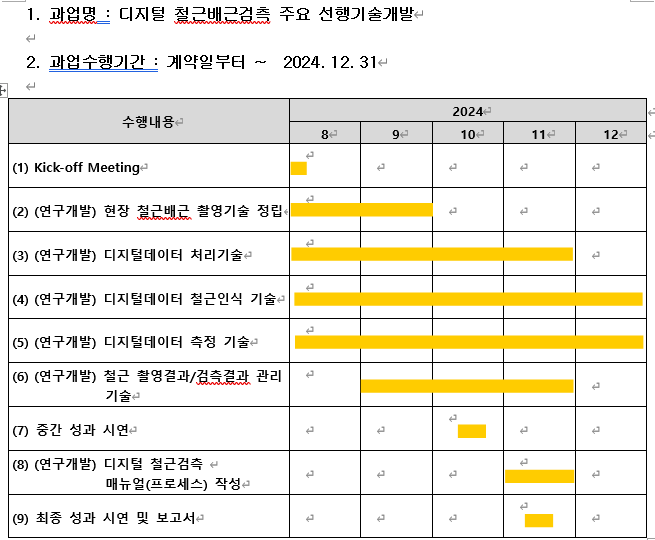 1. 과업명 : 디지털 철근배근검측 주요 선행기술개발
2. 과업수행기간 : 계약일부터 ~ 2024. 12. 31
수행내용
2024
8 9 10 11 12
(1) Kick-off Meeting
(2) (연구개발) 현장 철근배근 촬영기술 정립
(3) (연구개발) 디지털데이터 처리기술
(4) (연구개발) 디지털데이터 철근인식 기술
(5) (연구개발) 디지털데이터 측정 기술
(6) (연구개발) 철근 촬영결과/검측결과 관리
기술
(7) 중간 성과 시연
(8) (연구개발) 디지털 철근검측
매뉴얼(프로세스) 작성
(9) 최종 성과 시연 및 보고서